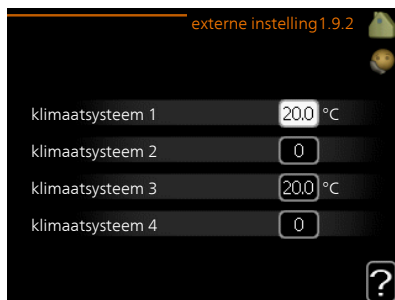 externe instelling1.9.2
klimaatsysteem 1 20.0 °C
klimaatsysteem 2 0
klimaatsysteem 3 20.0 °C
klimaatsysteem 4 0
?